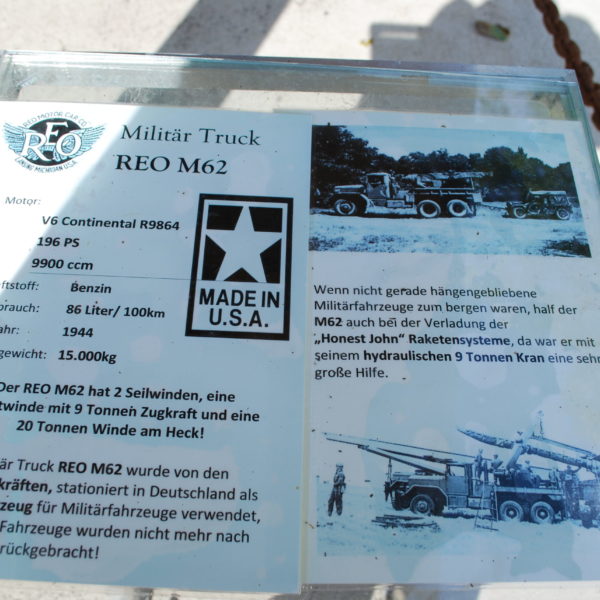 REO MOTOR CAR CO.
REO
LANSING MICHIGAN U.S.A.
Militär Truck
REO M62
Motor:
V6 Continental R9864
196 PS
9900 ccm
ftstoff: Benzin
brauch: 86 Liter/ 100km
ahr: 1944
gewicht: 15.000kg
MADE IN
U.S.A.
Der REO M62 hat 2 Seilwinden, eine
twinde mit 9 Tonnen Zugkraft und eine
20 Tonnen Winde am Heck!
är Truck REO M62 wurde von den
kräften, stationiert in Deutschland als
zeug für Militärfahrzeuge verwendet,
Fahrzeuge wurden nicht mehr nach
rückgebracht!
Wenn nicht gerade hängengebliebene
Militärfahrzeuge zum bergen waren, half der
M62 auch bei der Verladung der
„Honest John“ Raketensysteme, da war er mit
seinem hydraulischen 9 Tonnen Kran eine sehr
große Hilfe.